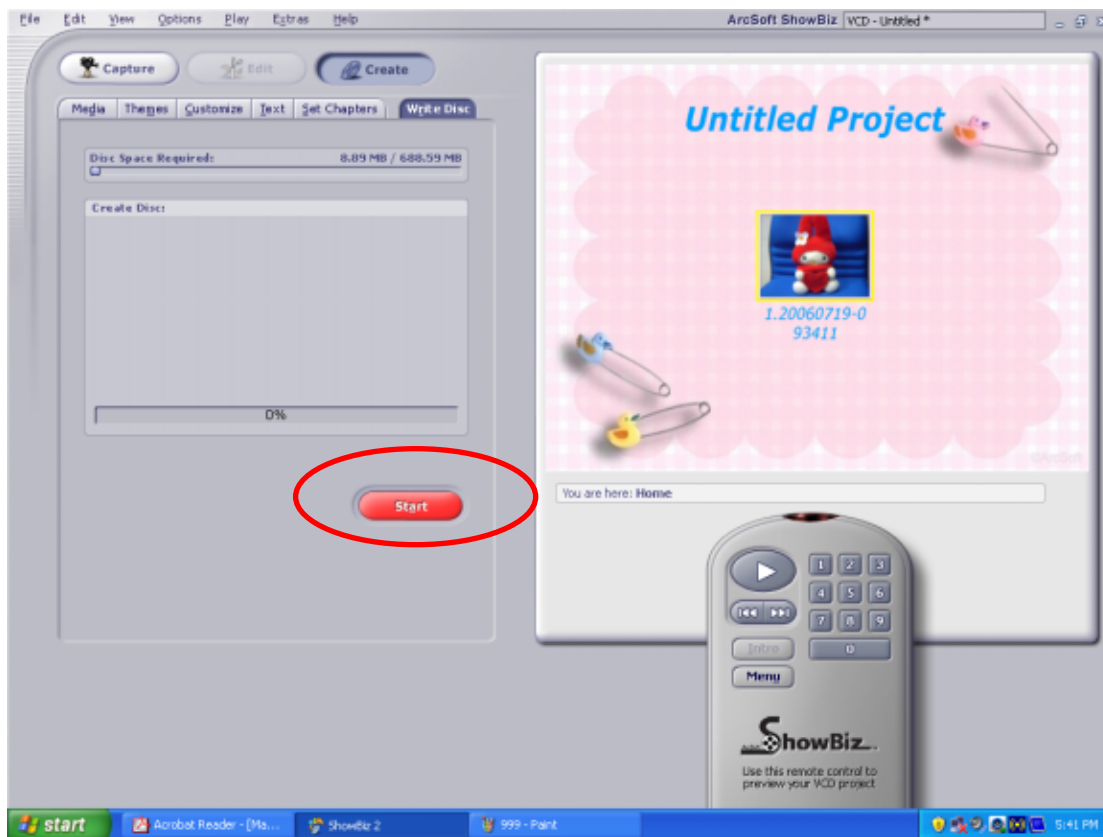 File Edit View Options Play Extras Help ArcSoft ShowBiz VCD - Untitled *
Capture Edit Create
Media Themes Customize Text Set Chapters Write Disc
Disc Space Required: 8.89 MB / 688.59 MB
Create Disc:
0%
Start
Untitled Project
1.20060719-0
93411
©ArcSoft
You are here: Home
1 2 3
4 5 6
7 8 9
Intro 0
Menu
ShowBiz
Use this remote control to
preview your VCD project
start Acrobat Reader - [Ma... ShowBiz 2 999 - Paint 5:41 PM